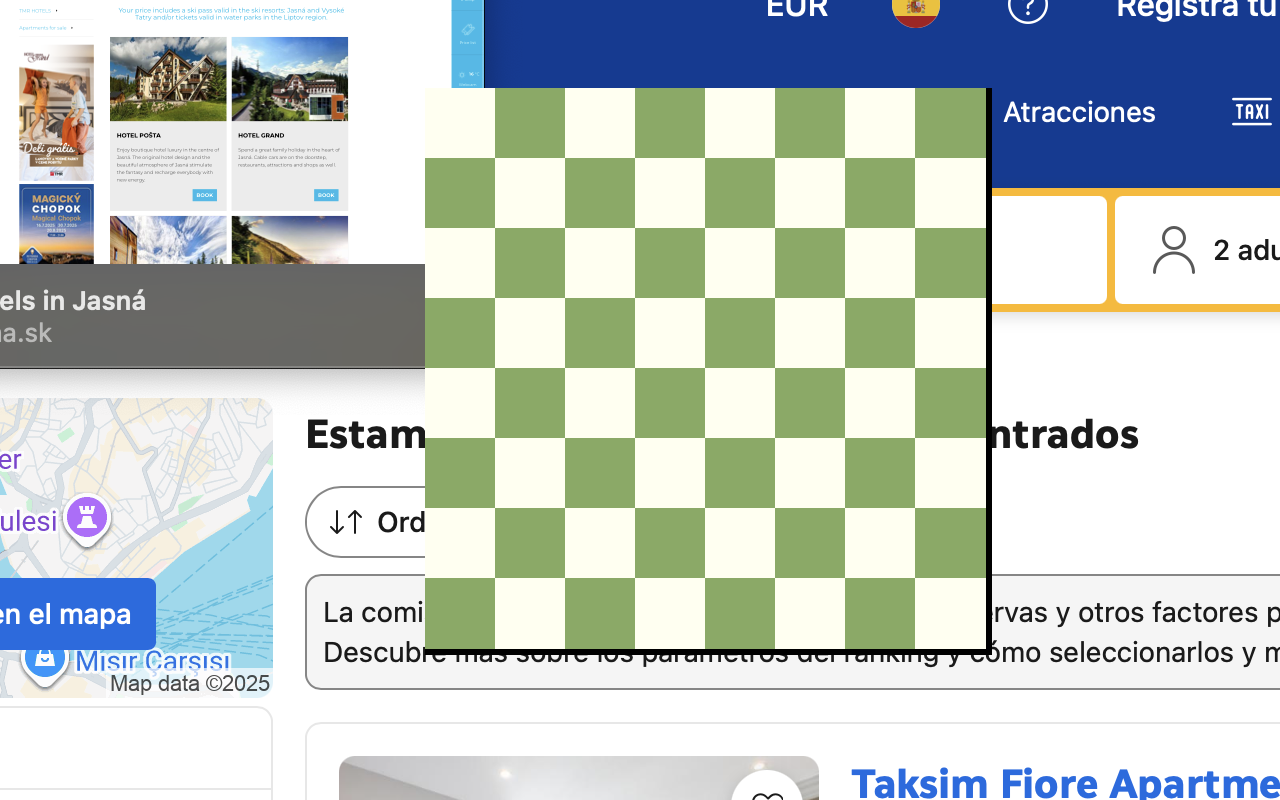 TMR HOTELS
Apartments for sale
Your price includes a ski pass valid in the ski resorts: Jasná and Vysoké
Tatry and/or tickets valid in water parks in the Liptov region
Deti gratis
MAGICKÝ
CHOPOK
Magical Chopok
HOTEL POŠTA
Enjoy boutique hotel luxury in the centre of
Jasná. The original hotel design and the
beautiful atmosphere of Jasná stimulate
the fantasy and recharge everybody with
new energy.
BOOK
HOTEL GRAND
Spend a great family holiday in the heart of
Jasná. Cable cars are on the doorstep,
restaurants, attractions and shops as well.
BOOK
els in Jasná
a.sk
EUR
Registra tu
Atracciones
TAXI
2 adu
Estam
ntrados
Ord
La comi
ervas y otros factores p
Descubre más sobre los parámetros del ranking y cómo seleccionarlos y m
er
ulesi
en el mapa
Mısır Çarşısı
Map data ©2025
Taksim Fiore Apartme